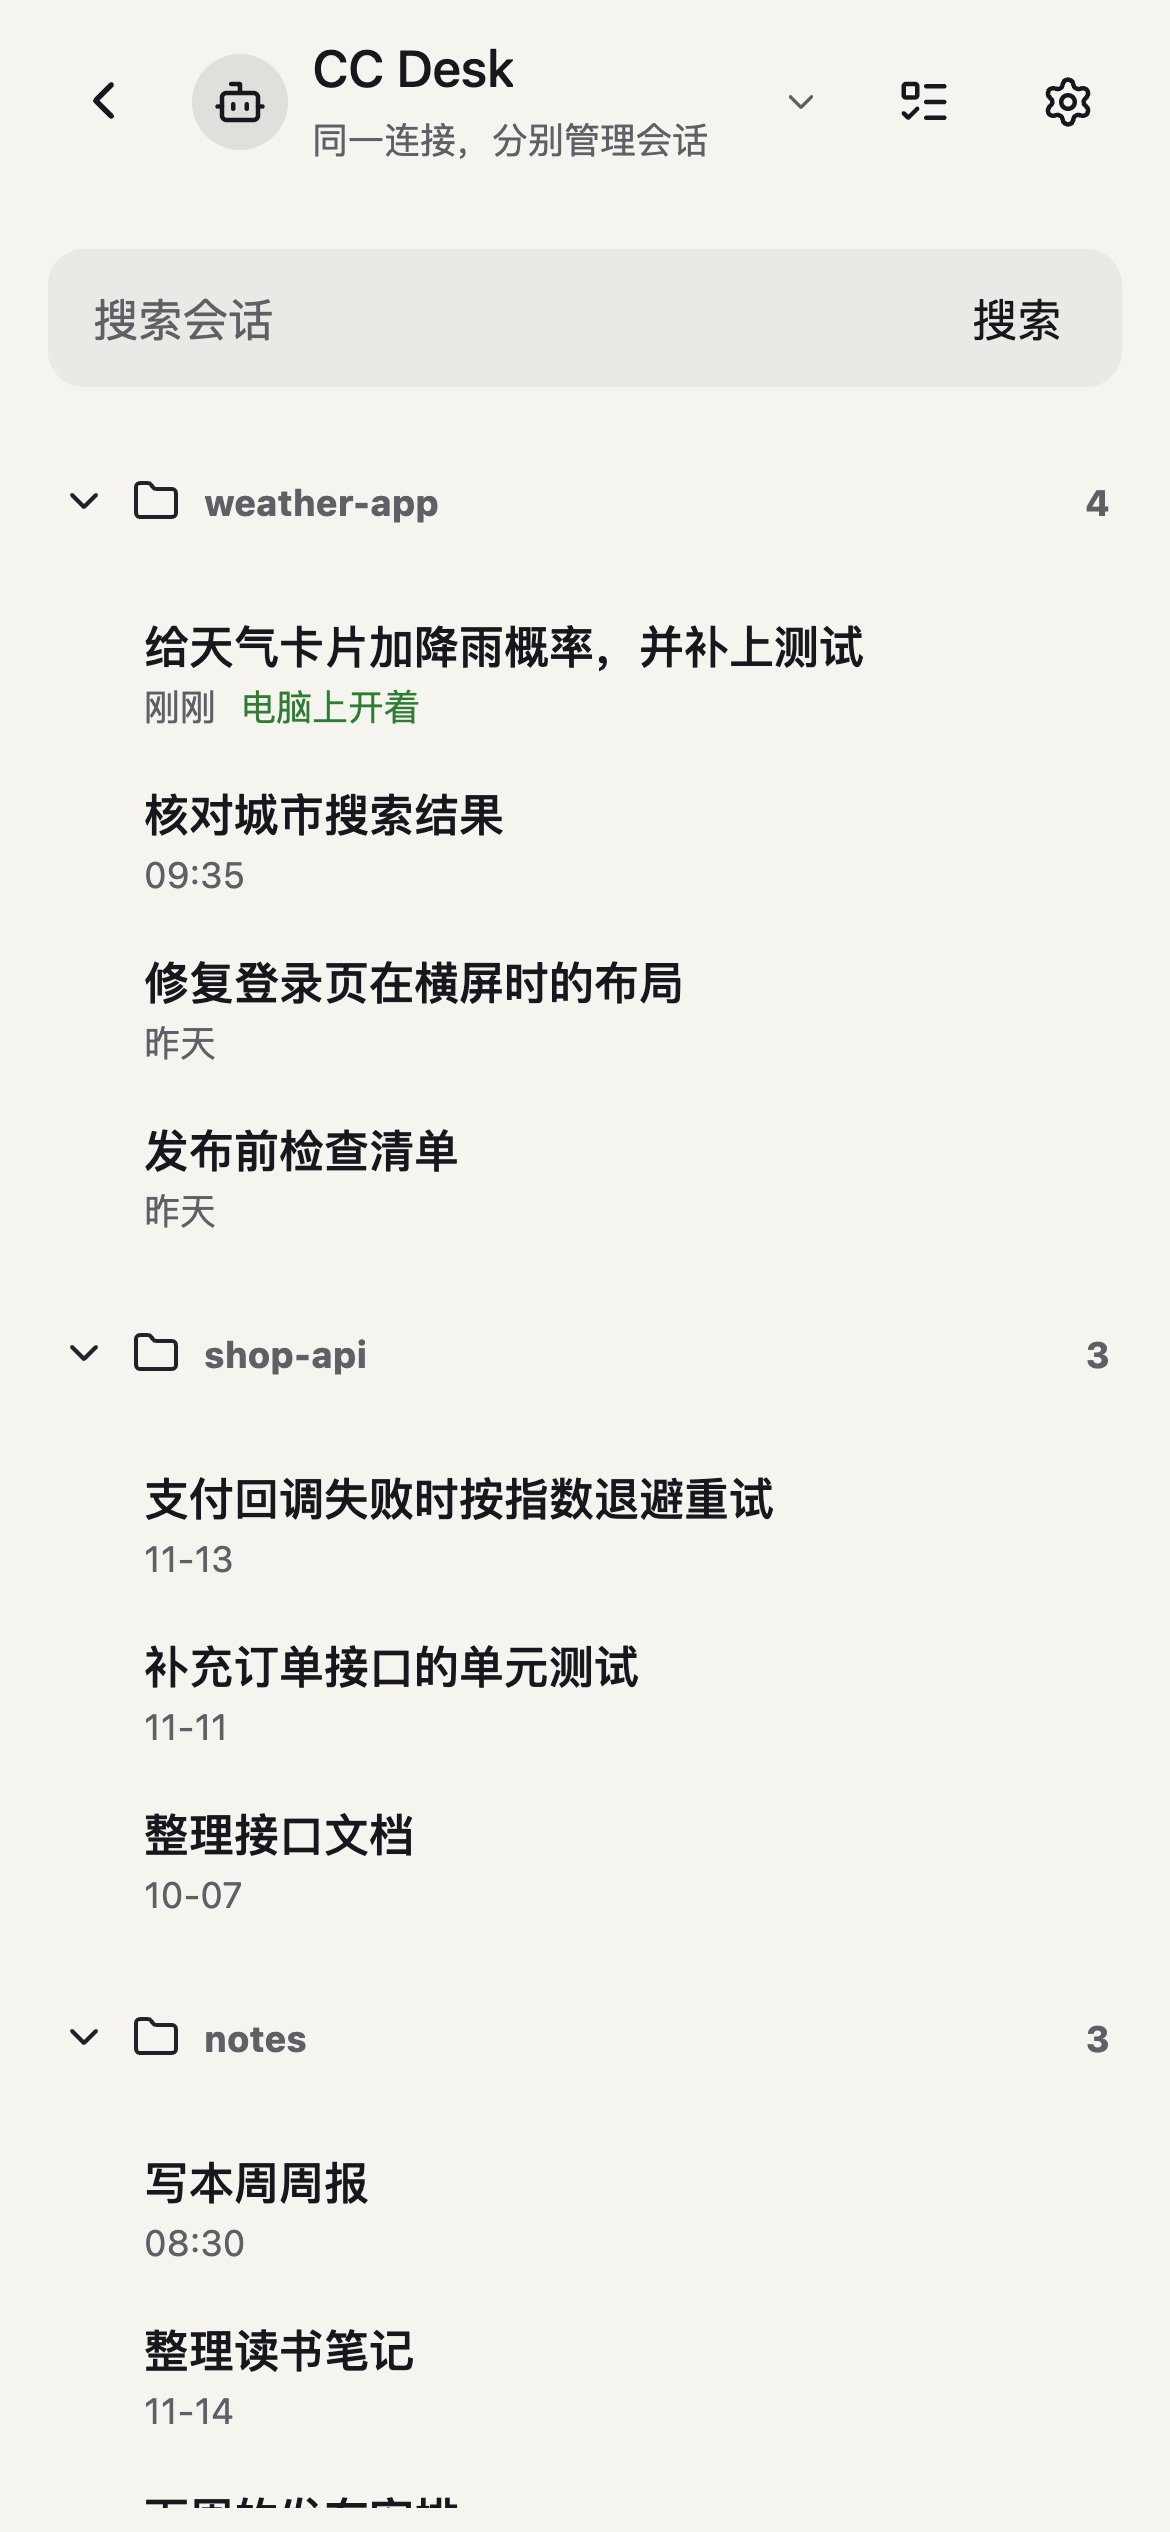 CC Desk
同一连接，分别管理会话
搜索会话 搜索
weather-app 4
给天气卡片加降雨概率，并补上测试
刚刚 电脑上开着
核对城市搜索结果
09:35
修复登录页在横屏时的布局
昨天
发布前检查清单
昨天
shop-api 3
支付回调失败时按指数退避重试
11-13
补充订单接口的单元测试
11-11
整理接口文档
10-07
notes 3
写本周周报
08:30
整理读书笔记
11-14